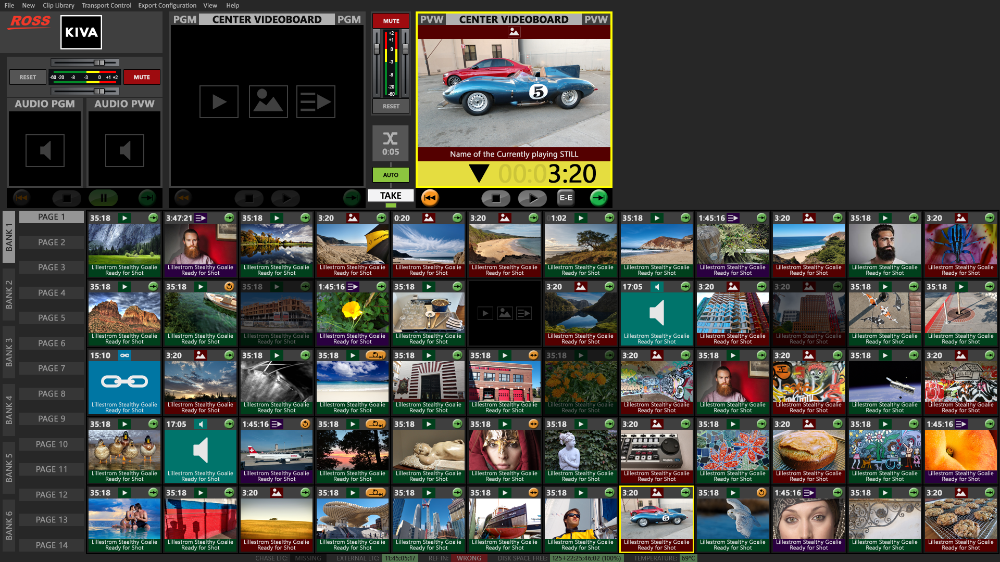 File New Clip Library Transport Control Export Configuration View Help
ROSS
KIVA
RESET
-60 -20 -8 -3 0 +1 +2
MUTE
AUDIO PGM
AUDIO PVW
PGM CENTER VIDEOBOARD PGM
MUTE
+2
+1
0
-3
-8
-20
-60
RESET
0:05
AUTO
TAKE
PVW CENTER VIDEOBOARD PVW
5
Name of the Currently playing STILL
00:03:20
E-E
BANK 1
BANK 2
BANK 3
BANK 4
BANK 5
BANK 6
PAGE 1
PAGE 2
PAGE 3
PAGE 4
PAGE 5
PAGE 6
PAGE 7
PAGE 8
PAGE 9
PAGE 10
PAGE 11
PAGE 12
PAGE 13
PAGE 14
35:18 3:47:21 35:18 3:20 0:20 3:20 01:02 35:18 1:45:16 3:20 35:18 3:20
Lillestrom Stealthy Goalie Lillestrom Stealthy Goalie Lillestrom Stealthy Goalie Lillestrom Stealthy Goalie Lillestrom Stealthy Goalie Lillestrom Stealthy Goalie Lillestrom Stealthy Goalie Lillestrom Stealthy Goalie Lillestrom Stealthy Goalie Lillestrom Stealthy Goalie Lillestrom Stealthy Goalie Lillestrom Stealthy Goalie
Ready for Shot Ready for Shot Ready for Shot Ready for Shot Ready for Shot Ready for Shot Ready for Shot Ready for Shot Ready for Shot Ready for Shot Ready for Shot Ready for Shot
35:18 35:18 35:18 1:45:16 35:18 3:20 17:05 3:20 3:20 35:18 35:18
Lillestrom Stealthy Goalie Lillestrom Stealthy Goalie Lillestrom Stealthy Goalie Lillestrom Stealthy Goalie Lillestrom Stealthy Goalie Lillestrom Stealthy Goalie Lillestrom Stealthy Goalie Lillestrom Stealthy Goalie Lillestrom Stealthy Goalie Lillestrom Stealthy Goalie Lillestrom Stealthy Goalie
Ready for Shot Ready for Shot Ready for Shot Ready for Shot Ready for Shot Ready for Shot Ready for Shot Ready for Shot Ready for Shot Ready for Shot Ready for Shot
15:10 3:20 35:18 35:18 35:18 35:18 35:18 3:20 35:18 3:20 35:18 3:20
Lillestrom Stealthy Goalie Lillestrom Stealthy Goalie Lillestrom Stealthy Goalie Lillestrom Stealthy Goalie Lillestrom Stealthy Goalie Lillestrom Stealthy Goalie Lillestrom Stealthy Goalie Lillestrom Stealthy Goalie Lillestrom Stealthy Goalie Lillestrom Stealthy Goalie Lillestrom Stealthy Goalie Lillestrom Stealthy Goalie
Ready for Shot Ready for Shot Ready for Shot Ready for Shot Ready for Shot Ready for Shot Ready for Shot Ready for Shot Ready for Shot Ready for Shot Ready for Shot Ready for Shot
35:18 17:05 1:45:16 35:18 35:18 35:18 35:18 3:20 35:18 3:20 35:18 1:45:16
Lillestrom Stealthy Goalie Lillestrom Stealthy Goalie Lillestrom Stealthy Goalie Lillestrom Stealthy Goalie Lillestrom Stealthy Goalie Lillestrom Stealthy Goalie Lillestrom Stealthy Goalie Lillestrom Stealthy Goalie Lillestrom Stealthy Goalie Lillestrom Stealthy Goalie Lillestrom Stealthy Goalie Lillestrom Stealthy Goalie
Ready for Shot Ready for Shot Ready for Shot Ready for Shot Ready for Shot Ready for Shot Ready for Shot Ready for Shot Ready for Shot Ready for Shot Ready for Shot Ready for Shot
35:18 35:18 3:20 35:18 35:18 35:18 35:18 3:20 35:18 1:45:16 35:18 3:20
5
Lillestrom Stealthy Goalie Lillestrom Stealthy Goalie Lillestrom Stealthy Goalie Lillestrom Stealthy Goalie Lillestrom Stealthy Goalie Lillestrom Stealthy Goalie Lillestrom Stealthy Goalie Lillestrom Stealthy Goalie Lillestrom Stealthy Goalie Lillestrom Stealthy Goalie Lillestrom Stealthy Goalie Lillestrom Stealthy Goalie
Ready for Shot Ready for Shot Ready for Shot Ready for Shot Ready for Shot Ready for Shot Ready for Shot Ready for Shot Ready for Shot Ready for Shot Ready for Shot Ready for Shot
CHASE LTC: MISSING EXTERNAL LTC: 11;45;05;17 REF IN: WRONG DISK SPACE FREE: 125+22;25;46;02 (100%) TEMPERATURE: 69°C